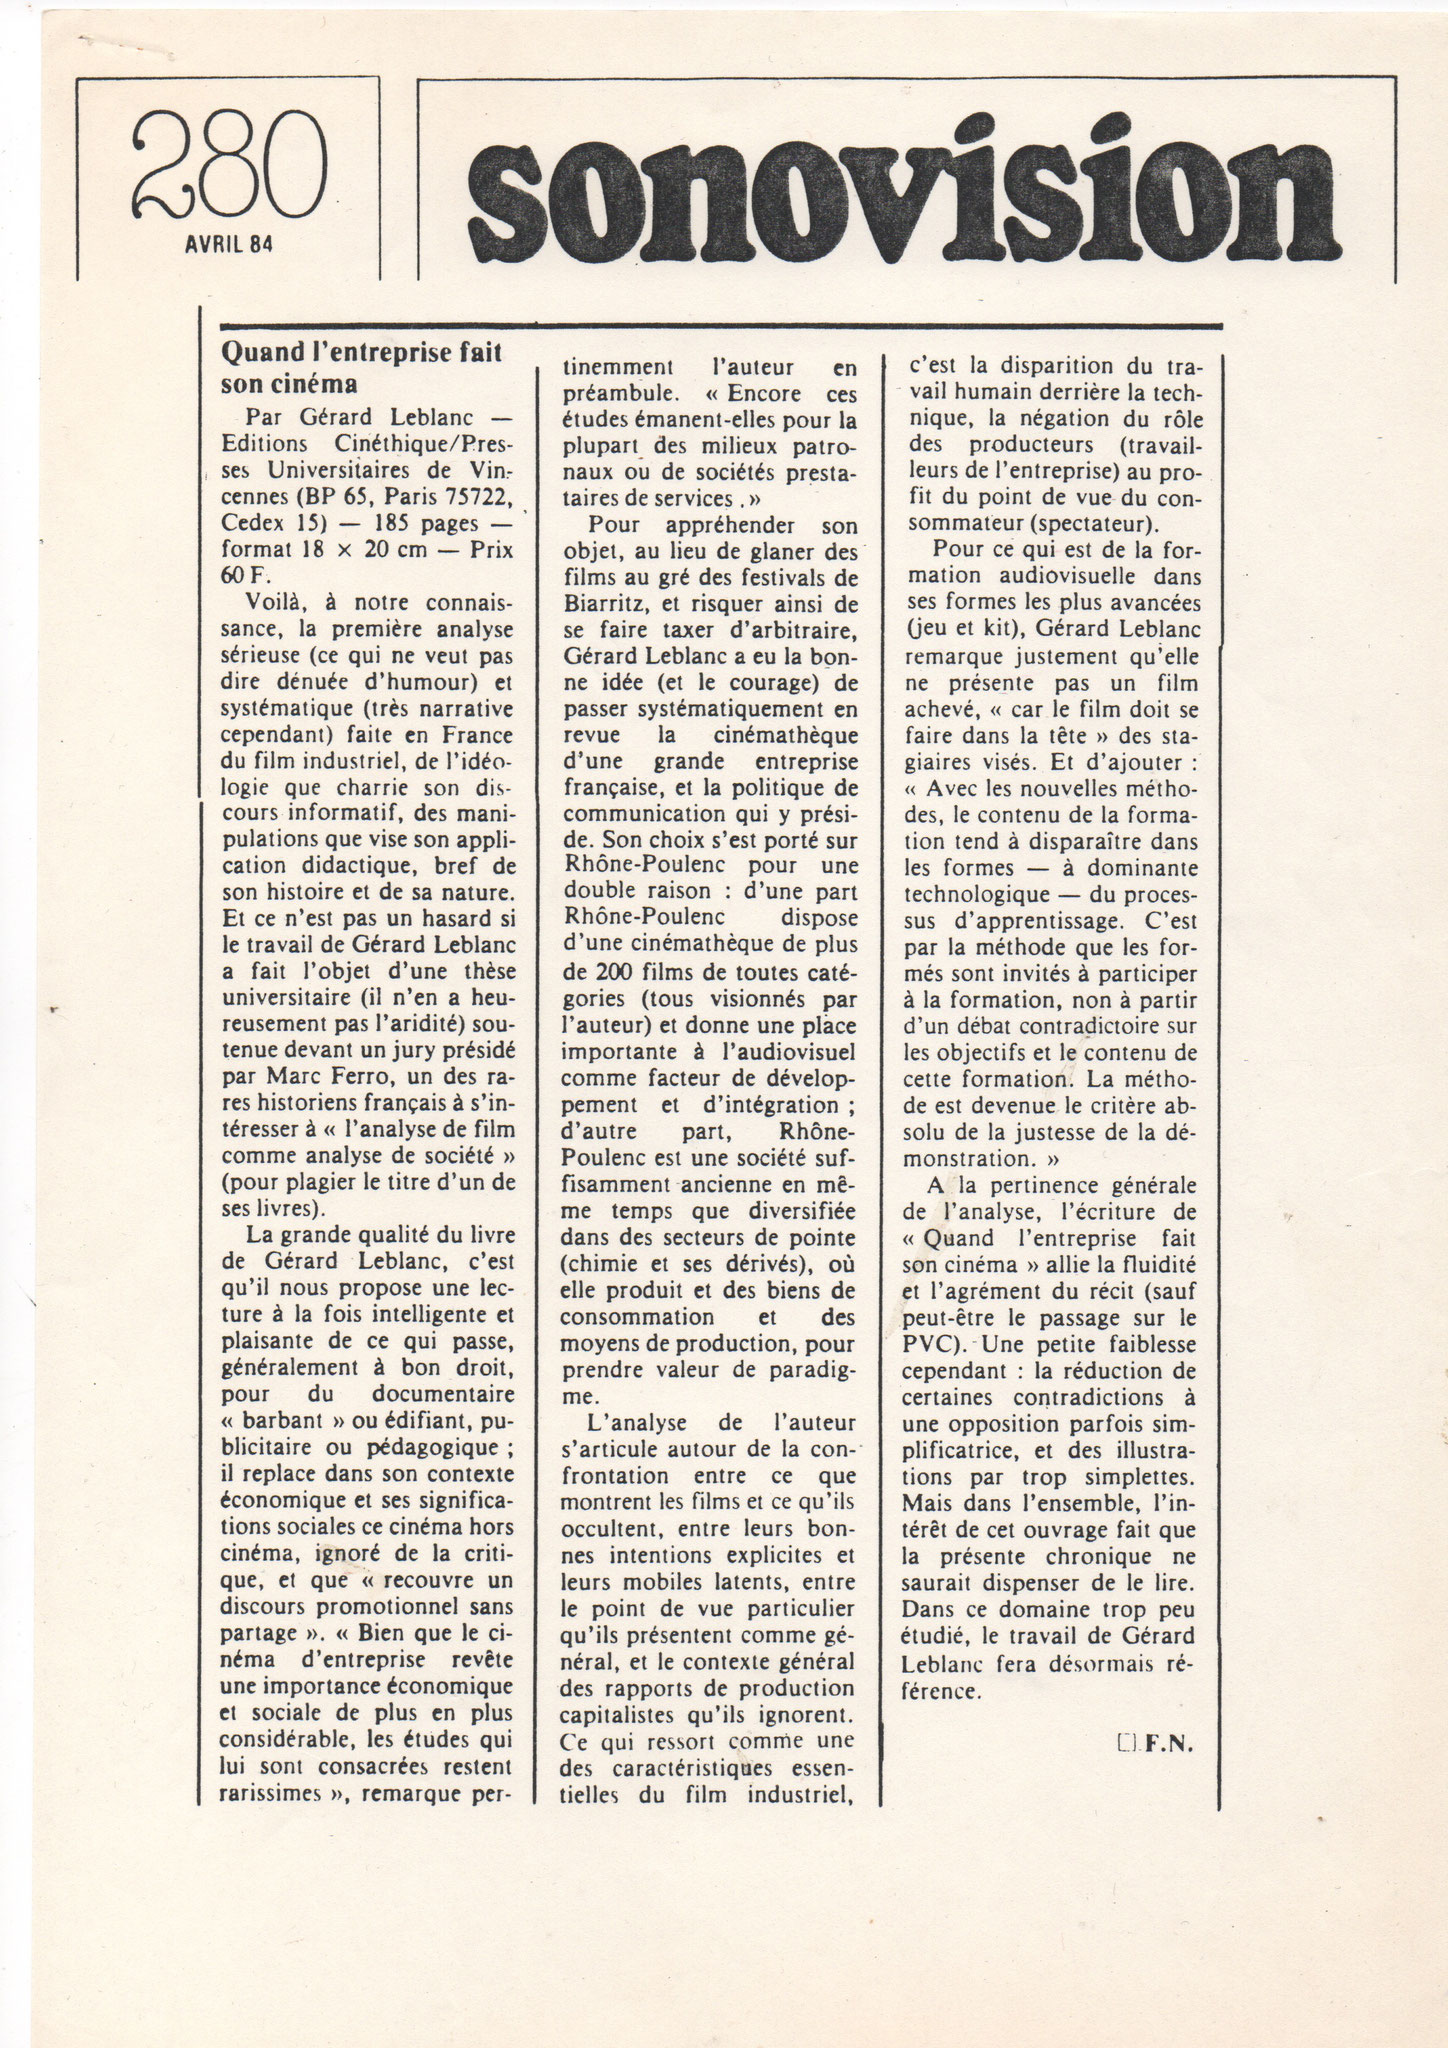 280
AVRIL 84
sonovision
Quand l'entreprise fait
son cinéma
Par Gérard Leblanc —
Editions Cinéthique/Pres-
ses Universitaires de Vin-
cennes (BP 65, Paris 75722,
Cedex 15) — 185 pages —
format 18 × 20 cm — Prix
60 F.
Voilà, à notre connais-
sance, la première analyse
sérieuse (ce qui ne veut pas
dire dénuée d'humour) et
systématique (très narrative
cependant) faite en France
du film industriel, de l'idéo-
logie que charrie son dis-
cours informatif, des mani-
pulations que vise son appli-
cation didactique, bref de
son histoire et de sa nature.
Et ce n'est pas un hasard si
le travail de Gérard Leblanc
a fait l'objet d'une thèse
universitaire (il n'en a heu-
reusement pas l'aridité) sou-
tenue devant un jury présidé
par Marc Ferro, un des ra-
res historiens français à s'in-
téresser à « l'analyse de film
comme analyse de société »
(pour plagier le titre d'un de
ses livres).
La grande qualité du livre
de Gérard Leblanc, c'est
qu'il nous propose une lec-
ture à la fois intelligente et
plaisante de ce qui passe,
généralement à bon droit,
pour du documentaire
« barbant » ou édifiant, pu-
blicitaire ou pédagogique ;
il replace dans son contexte
économique et ses significa-
tions sociales ce cinéma hors
cinéma, ignoré de la criti-
que, et que « recouvre un
discours promotionnel sans
partage ». « Bien que le ci-
néma d'entreprise revête
une importance économique
et sociale de plus en plus
considérable, les études qui
lui sont consacrées restent
rarissimes », remarque per-
tinemment l'auteur en
préambule. « Encore ces
études émanent-elles pour la
plupart des milieux patro-
naux ou de sociétés presta-
taires de services . »
Pour appréhender son
objet, au lieu de glaner des
films au gré des festivals de
Biarritz, et risquer ainsi de
se faire taxer d'arbitraire,
Gérard Leblanc a eu la bon-
ne idée (et le courage) de
passer systématiquement en
revue la cinémathèque
d'une grande entreprise
française, et la politique de
communication qui y prési-
de. Son choix s'est porté sur
Rhône-Poulenc pour une
double raison : d'une part
Rhône-Poulenc dispose
d'une cinémathèque de plus
de 200 films de toutes caté-
gories (tous visionnés par
l'auteur) et donne une place
importante à l'audiovisuel
comme facteur de dévelop-
pement et d'intégration ;
d'autre part, Rhône-
Poulenc est une société suf-
fisamment ancienne en mê-
me temps que diversifiée
dans des secteurs de pointe
(chimie et ses dérivés), où
elle produit et des biens de
consommation et des
moyens de production, pour
prendre valeur de paradig-
me.
L'analyse de l'auteur
s'articule autour de la con-
frontation entre ce que
montrent les films et ce qu'ils
occultent, entre leurs bon-
nes intentions explicites et
leurs mobiles latents, entre
le point de vue particulier
qu'ils présentent comme gé-
néral, et le contexte général
des rapports de production
capitalistes qu'ils ignorent.
Ce qui ressort comme une
des caractéristiques essen-
tielles du film industriel,
c'est la disparition du tra-
vail humain derrière la tech-
nique, la négation du rôle
des producteurs (travail-
leurs de l'entreprise) au pro-
fit du point de vue du con-
sommateur (spectateur).
Pour ce qui est de la for-
mation audiovisuelle dans
ses formes les plus avancées
(jeu et kit), Gérard Leblanc
remarque justement qu'elle
ne présente pas un film
achevé, « car le film doit se
faire dans la tête » des sta-
giaires visés. Et d'ajouter :
« Avec les nouvelles métho-
des, le contenu de la forma-
tion tend à disparaître dans
les formes — à dominante
technologique — du proces-
sus d'apprentissage. C'est
par la méthode que les for-
més sont invités à participer
à la formation, non à partir
d'un débat contradictoire sur
les objectifs et le contenu de
cette formation. La métho-
de est devenue le critère ab-
solu de la justesse de la dé-
monstration. »
A la pertinence générale
de l'analyse, l'écriture de
« Quand l'entreprise fait
son cinéma » allie la fluidité
et l'agrément du récit (sauf
peut-être le passage sur le
PVC). Une petite faiblesse
cependant : la réduction de
certaines contradictions à
une opposition parfois sim-
plificatrice, et des illustra-
tions par trop simplettes.
Mais dans l'ensemble, l'in-
térêt de cet ouvrage fait que
la présente chronique ne
saurait dispenser de le lire.
Dans ce domaine trop peu
étudié, le travail de Gérard
Leblanc fera désormais ré-
férence.
□ F.N.